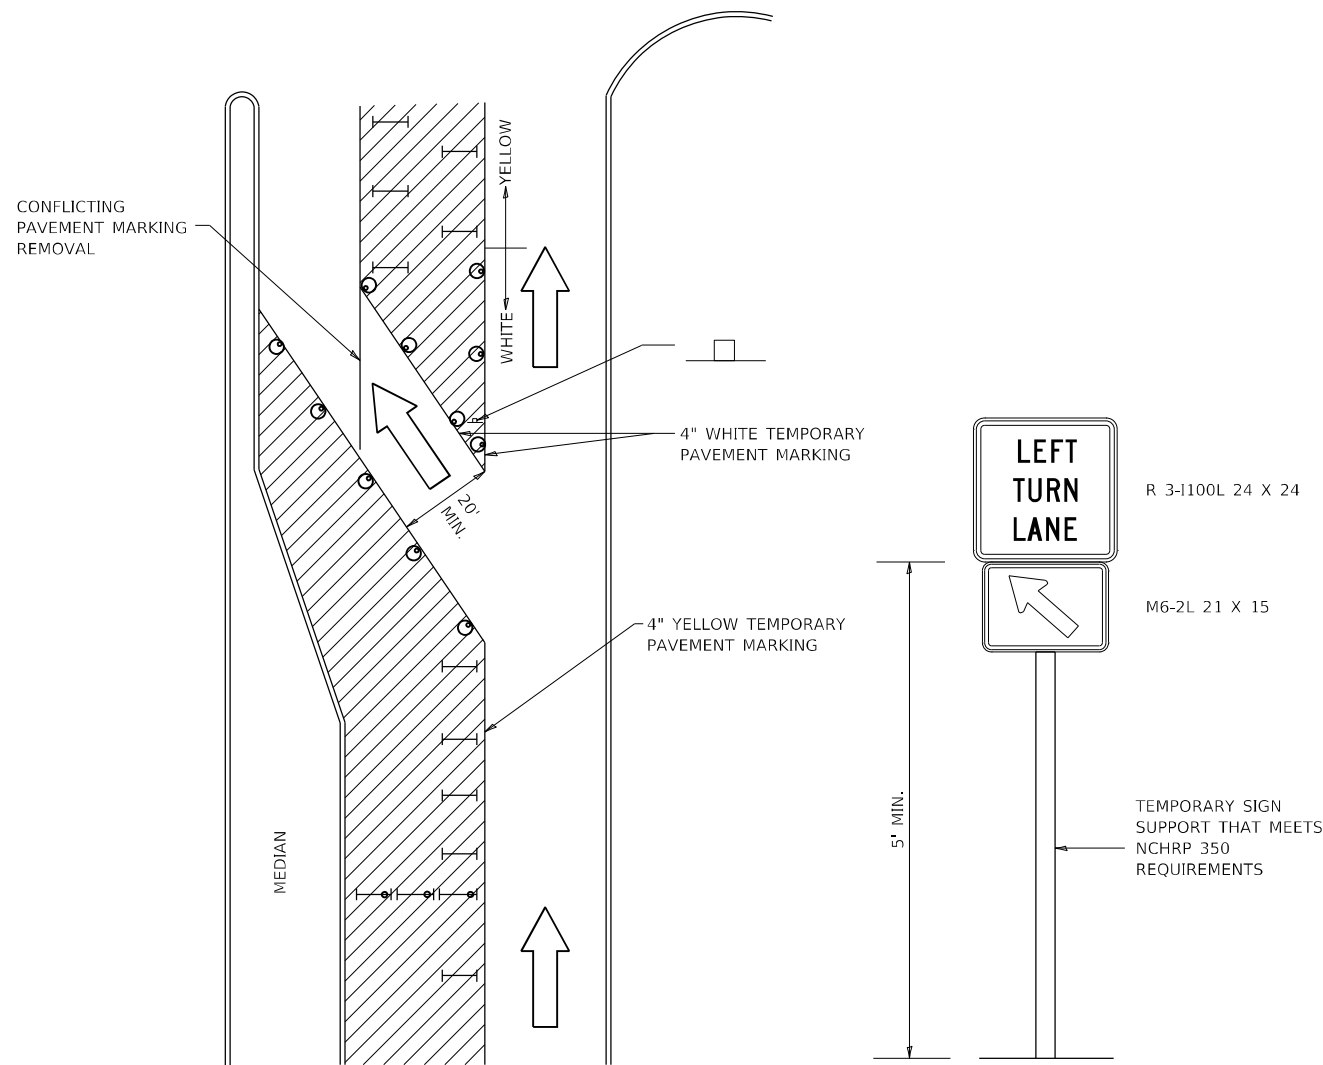 YELLOW
WHITE
CONFLICTING
PAVEMENT MARKING
REMOVAL
4" WHITE TEMPORARY
PAVEMENT MARKING
20'
MIN.
4" YELLOW TEMPORARY
PAVEMENT MARKING
MEDIAN
LEFT
TURN
LANE
R 3-I100L 24 X 24
M6-2L 21 X 15
5' MIN.
TEMPORARY SIGN
SUPPORT THAT MEETS
NCHRP 350
REQUIREMENTS